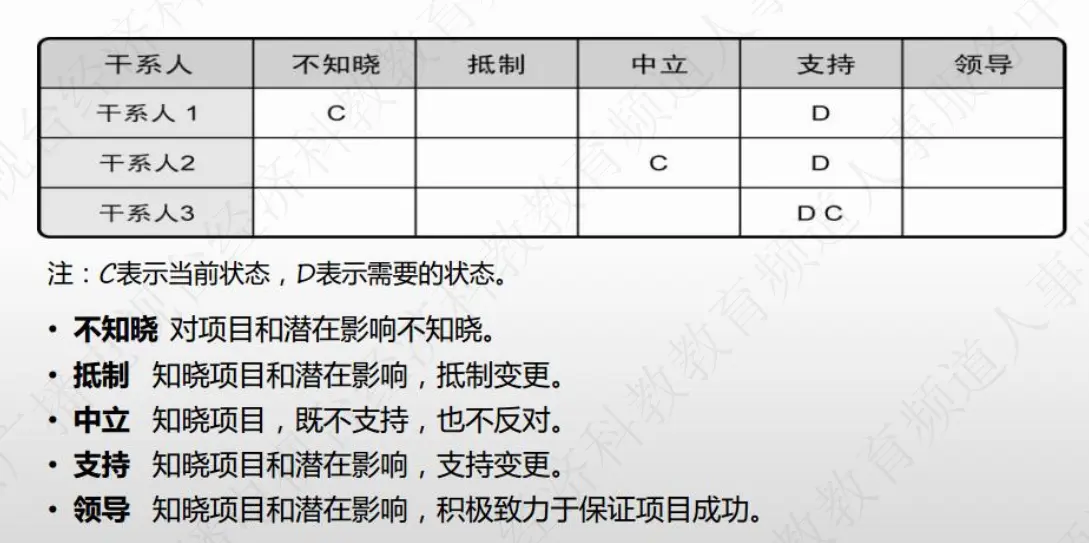 干系人 不知晓 抵制 中立 支持 领导
干系人 1 C D
干系人2 C D
干系人3 D C
注：C表示当前状态，D表示需要的状态。
• 不知晓 对项目和潜在影响不知晓。
• 抵制 知晓项目和潜在影响，抵制变更。
• 中立 知晓项目，既不支持，也不反对。
• 支持 知晓项目和潜在影响，支持变更。
• 领导 知晓项目和潜在影响，积极致力于保证项目成功。